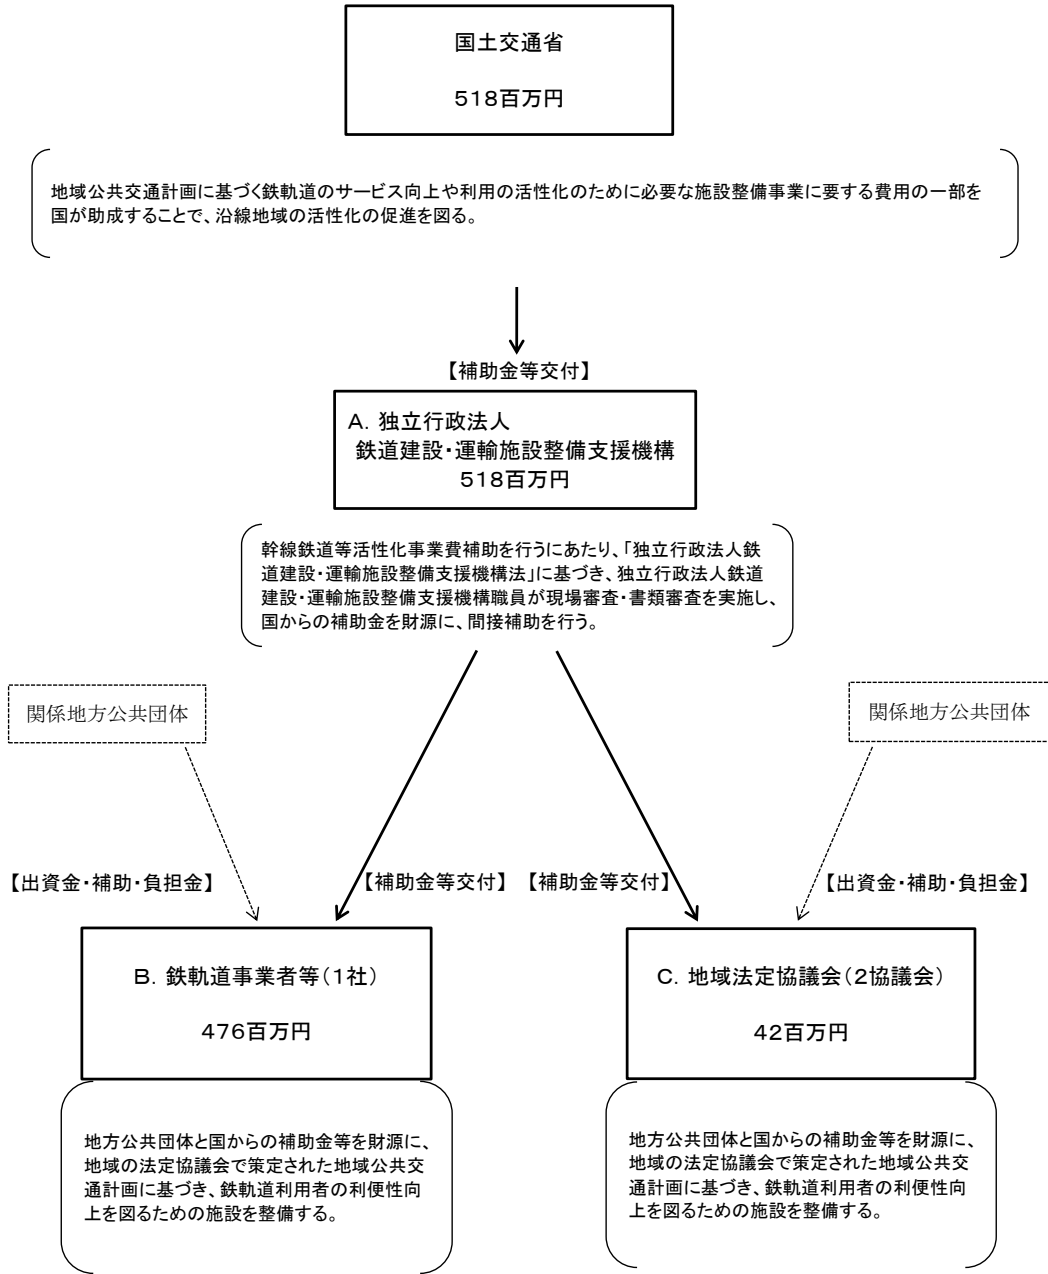 国土交通省
518百万円
地域公共交通計画に基づく鉄軌道のサービス向上や利用の活性化のために必要な施設整備事業に要する費用の一部を
国が助成することで、沿線地域の活性化の促進を図る。
【補助金等交付】
A. 独立行政法人
鉄道建設・運輸施設整備支援機構
518百万円
幹線鉄道等活性化事業費補助を行うにあたり、「独立行政法人鉄
道建設・運輸施設整備支援機構法」に基づき、独立行政法人鉄道
建設・運輸施設整備支援機構職員が現場審査・書類審査を実施し、
国からの補助金を財源に、間接補助を行う。
関係地方公共団体
関係地方公共団体
【出資金・補助・負担金】
【補助金等交付】
【補助金等交付】
【出資金・補助・負担金】
B. 鉄軌道事業者等(1社)
476百万円
C. 地域法定協議会(2協議会)
42百万円
地方公共団体と国からの補助金等を財源に、
地域の法定協議会で策定された地域公共交
通計画に基づき、鉄軌道利用者の利便性向
上を図るための施設を整備する。
地方公共団体と国からの補助金等を財源に、
地域の法定協議会で策定された地域公共交
通計画に基づき、鉄軌道利用者の利便性向
上を図るための施設を整備する。